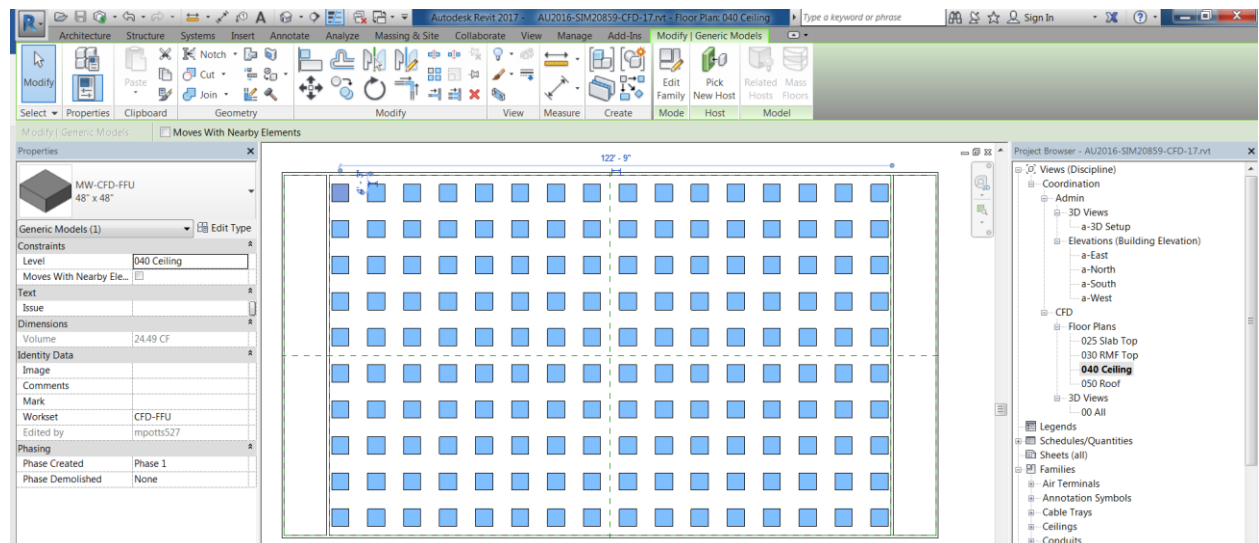 Autodesk Revit 2017 - AU2016-SIM20859-CFD-17.rvt - Floor Plan: 040 Ceiling
Type a keyword or phrase
Sign In
Architecture Structure Systems Insert Annotate Analyze Massing & Site Collaborate View Manage Add-Ins Modify | Generic Models
Modify
Paste
Notch
Cut
Join
Edit Family
Pick New Host
Related Hosts
Mass Floors
Select Properties Clipboard Geometry Modify View Measure Create Mode Host Model
Modify | Generic Models Moves With Nearby Elements
Properties
MW-CFD-FFU
48" x 48"
Generic Models (1) Edit Type
Constraints
Level 040 Ceiling
Moves With Nearby Ele...
Text
Issue
Dimensions
Volume 24.49 CF
Identity Data
Image
Comments
Mark
Workset CFD-FFU
Edited by mpotts527
Phasing
Phase Created Phase 1
Phase Demolished None
122' - 9"
Project Browser - AU2016-SIM20859-CFD-17.rvt
Views (Discipline)
Coordination
Admin
3D Views
a-3D Setup
Elevations (Building Elevation)
a-East
a-North
a-South
a-West
CFD
Floor Plans
025 Slab Top
030 RMF Top
040 Ceiling
050 Roof
3D Views
00 All
Legends
Schedules/Quantities
Sheets (all)
Families
Air Terminals
Annotation Symbols
Cable Trays
Ceilings
Conduits